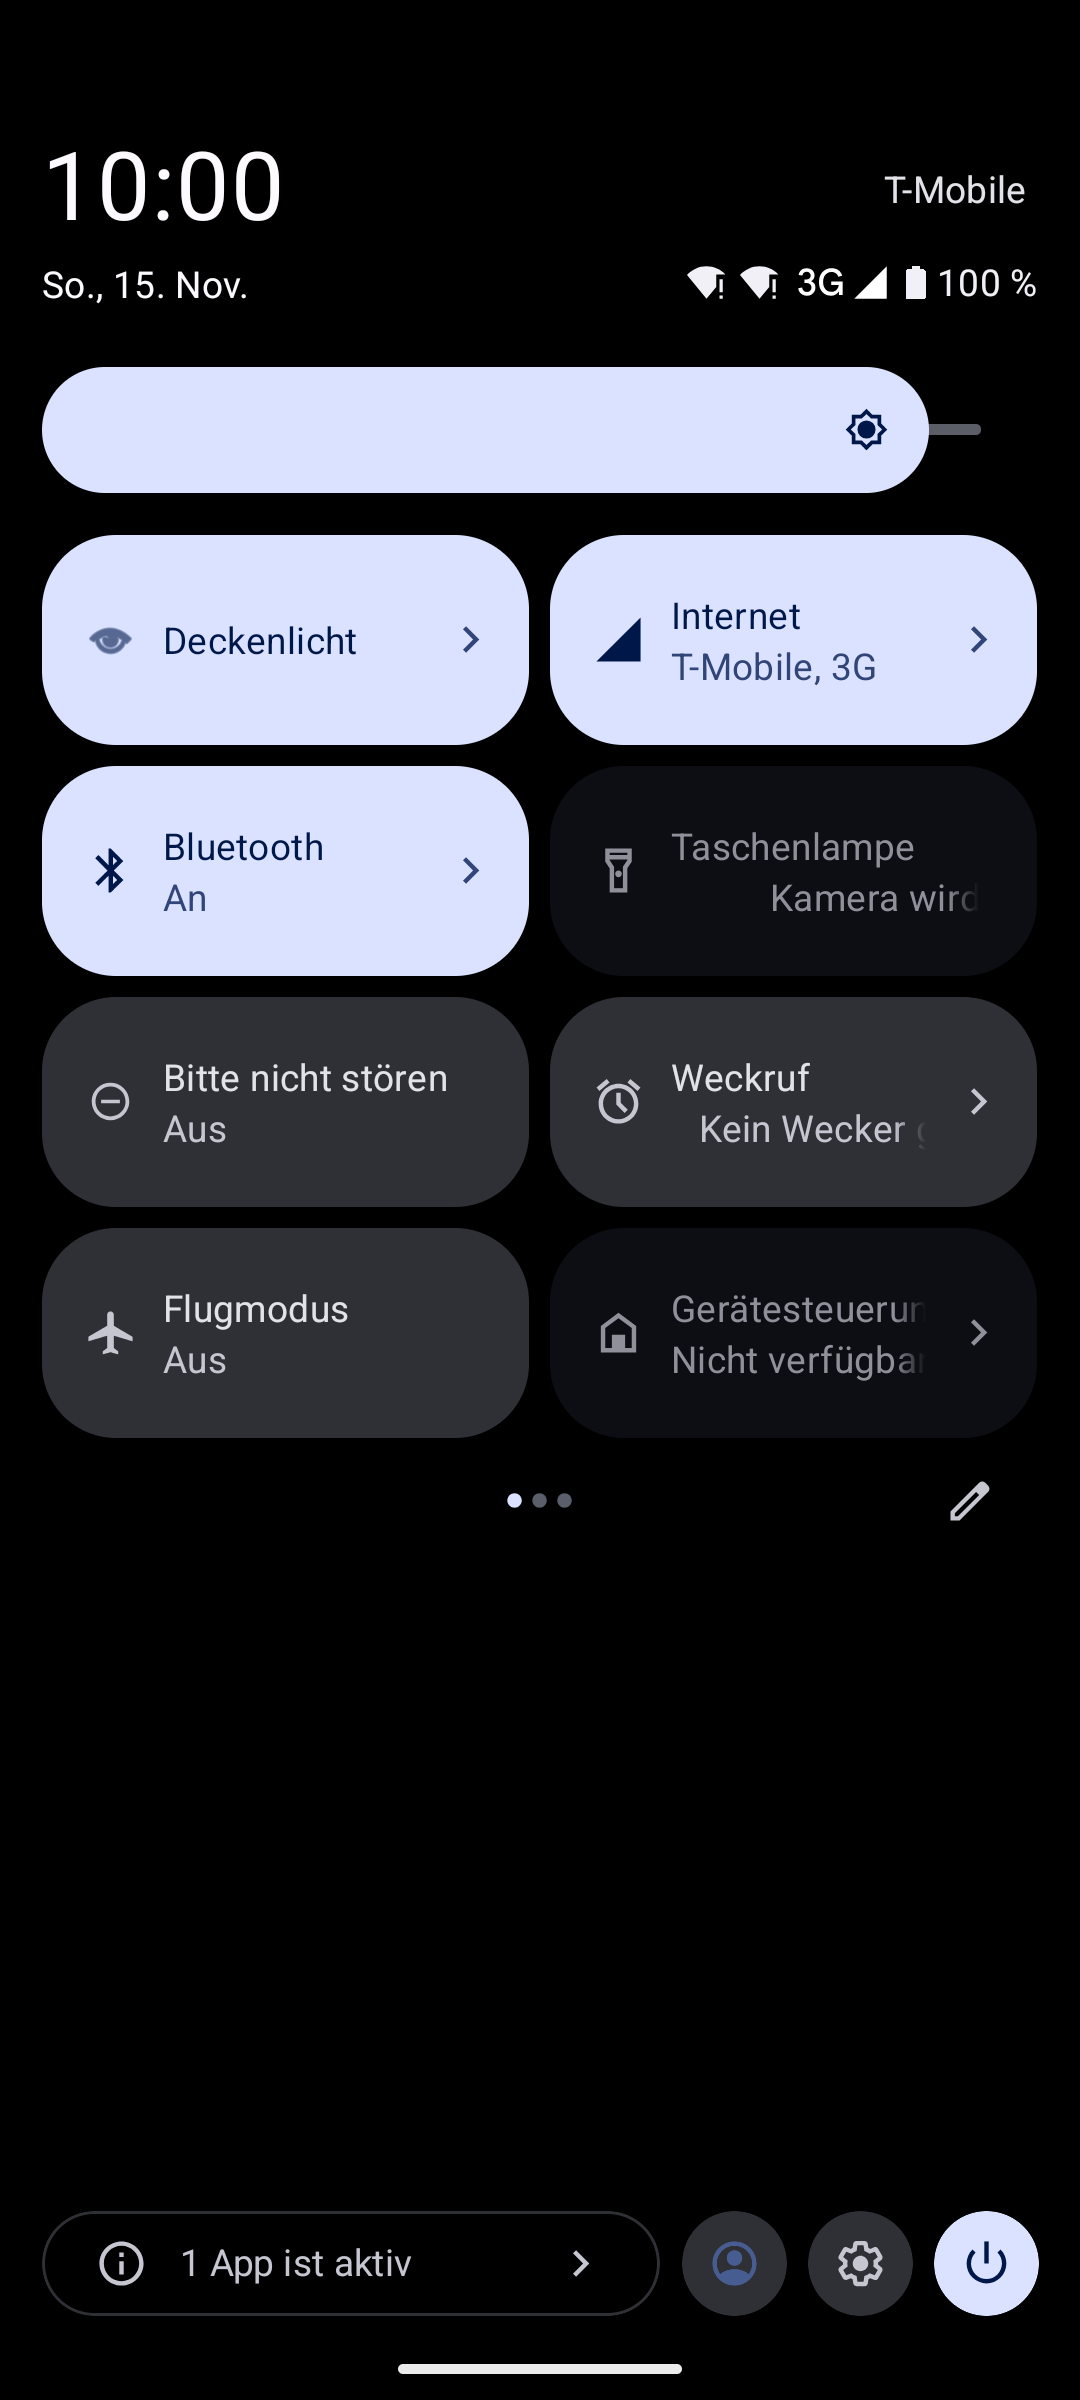 10:00
T-Mobile
So., 15. Nov.
3G
100 %
Deckenlicht
Internet
T-Mobile, 3G
Bluetooth
An
Taschenlampe
Kamera wird
Bitte nicht stören
Aus
Weckruf
Kein Wecker
Flugmodus
Aus
Gerätesteuerun
Nicht verfügbar
1 App ist aktiv